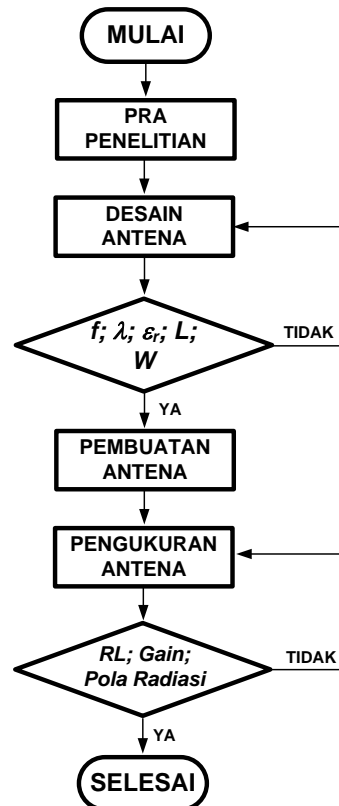 MULAI
PRA
PENELITIAN
DESAIN
ANTENA
f; λ; εr; L;
W
TIDAK
YA
PEMBUATAN
ANTENA
PENGUKURAN
ANTENA
RL; Gain;
Pola Radiasi
TIDAK
YA
SELESAI